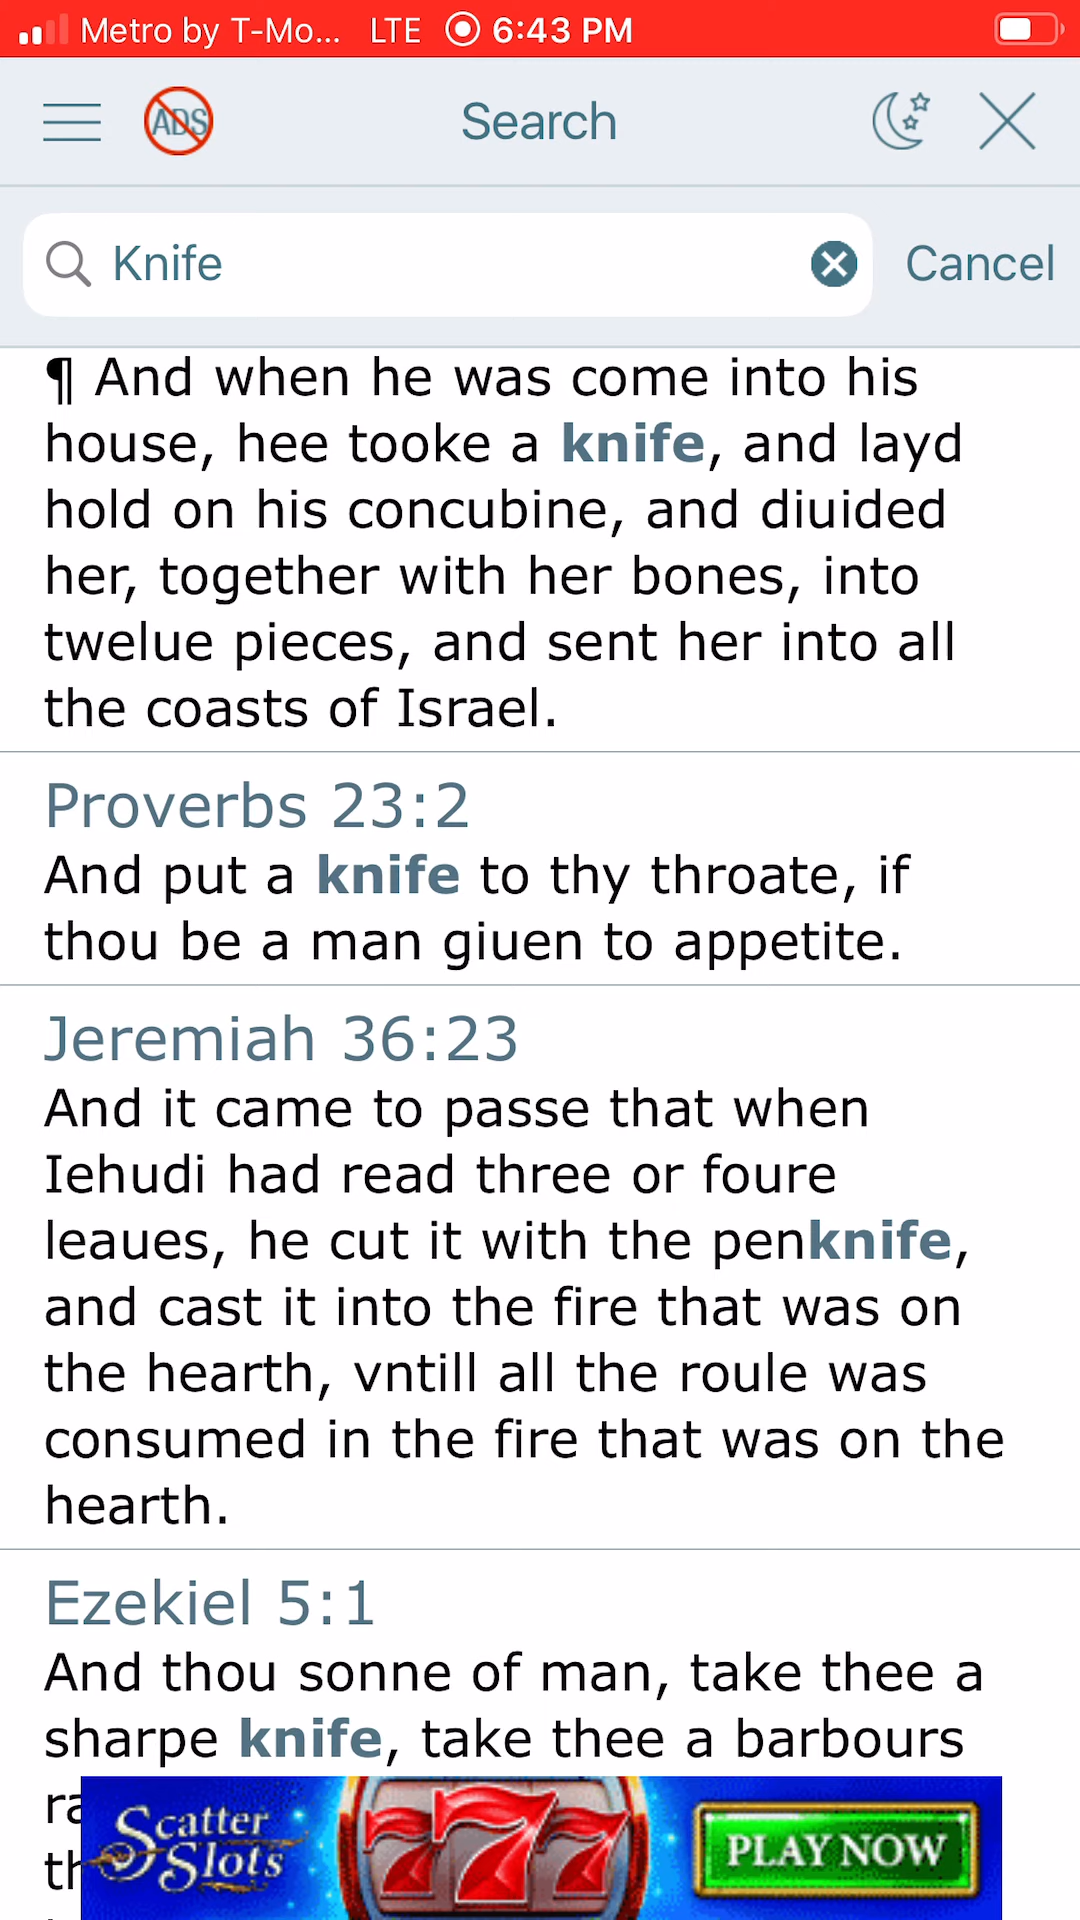 Metro by T-Mo... LTE 6:43 PM
ADS
Search
Knife
Cancel
¶ And when he was come into his
house, hee tooke a knife, and layd
hold on his concubine, and diuided
her, together with her bones, into
twelue pieces, and sent her into all
the coasts of Israel.
Proverbs 23:2
And put a knife to thy throate, if
thou be a man giuen to appetite.
Jeremiah 36:23
And it came to passe that when
Iehudi had read three or foure
leaues, he cut it with the penknife,
and cast it into the fire that was on
the hearth, vntill all the roule was
consumed in the fire that was on the
hearth.
Ezekiel 5:1
And thou sonne of man, take thee a
sharpe knife, take thee a barbours
Scatter
Slots
777
PLAY NOW